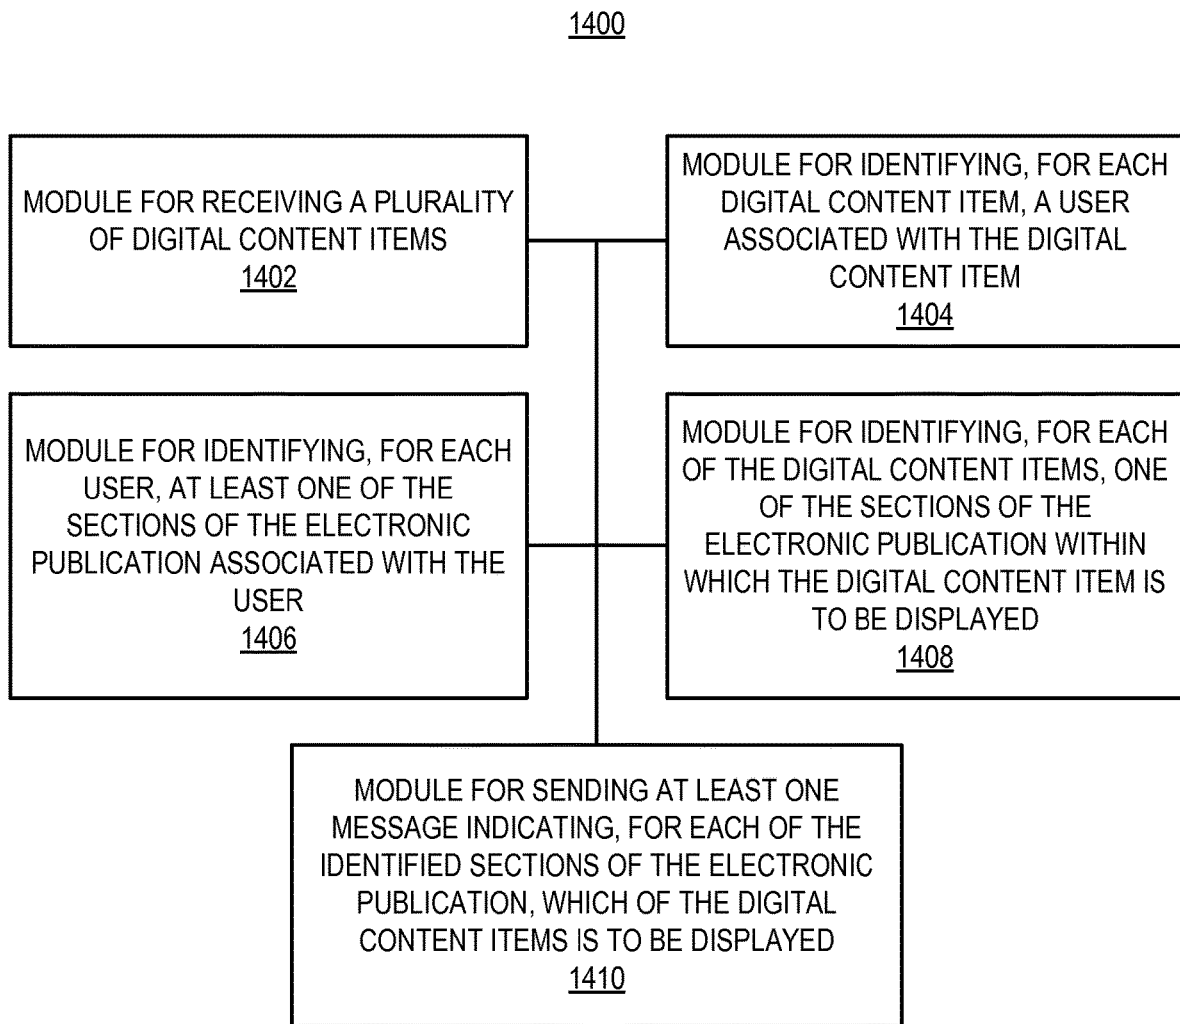 1400
MODULE FOR RECEIVING A PLURALITY
OF DIGITAL CONTENT ITEMS
1402
MODULE FOR IDENTIFYING, FOR EACH
DIGITAL CONTENT ITEM, A USER
ASSOCIATED WITH THE DIGITAL
CONTENT ITEM
1404
MODULE FOR IDENTIFYING, FOR EACH
USER, AT LEAST ONE OF THE
SECTIONS OF THE ELECTRONIC
PUBLICATION ASSOCIATED WITH THE
USER
1406
MODULE FOR IDENTIFYING, FOR EACH
OF THE DIGITAL CONTENT ITEMS, ONE
OF THE SECTIONS OF THE
ELECTRONIC PUBLICATION WITHIN
WHICH THE DIGITAL CONTENT ITEM IS
TO BE DISPLAYED
1408
MODULE FOR SENDING AT LEAST ONE
MESSAGE INDICATING, FOR EACH OF THE
IDENTIFIED SECTIONS OF THE ELECTRONIC
PUBLICATION, WHICH OF THE DIGITAL
CONTENT ITEMS IS TO BE DISPLAYED
1410